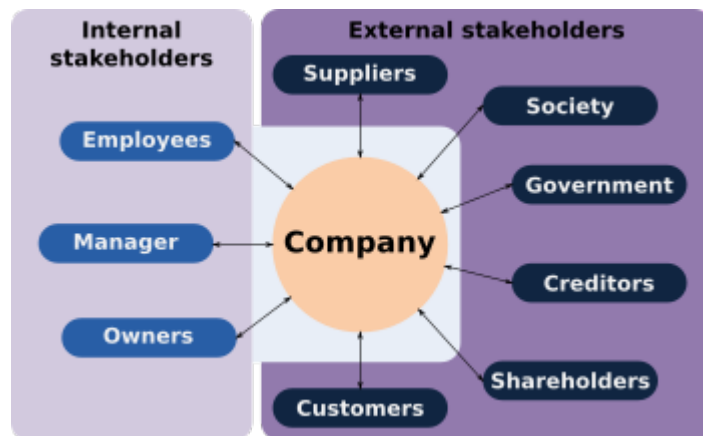 Internal
stakeholders
Employees
Manager
Owners
External stakeholders
Suppliers
Society
Government
Company
Creditors
Shareholders
Customers